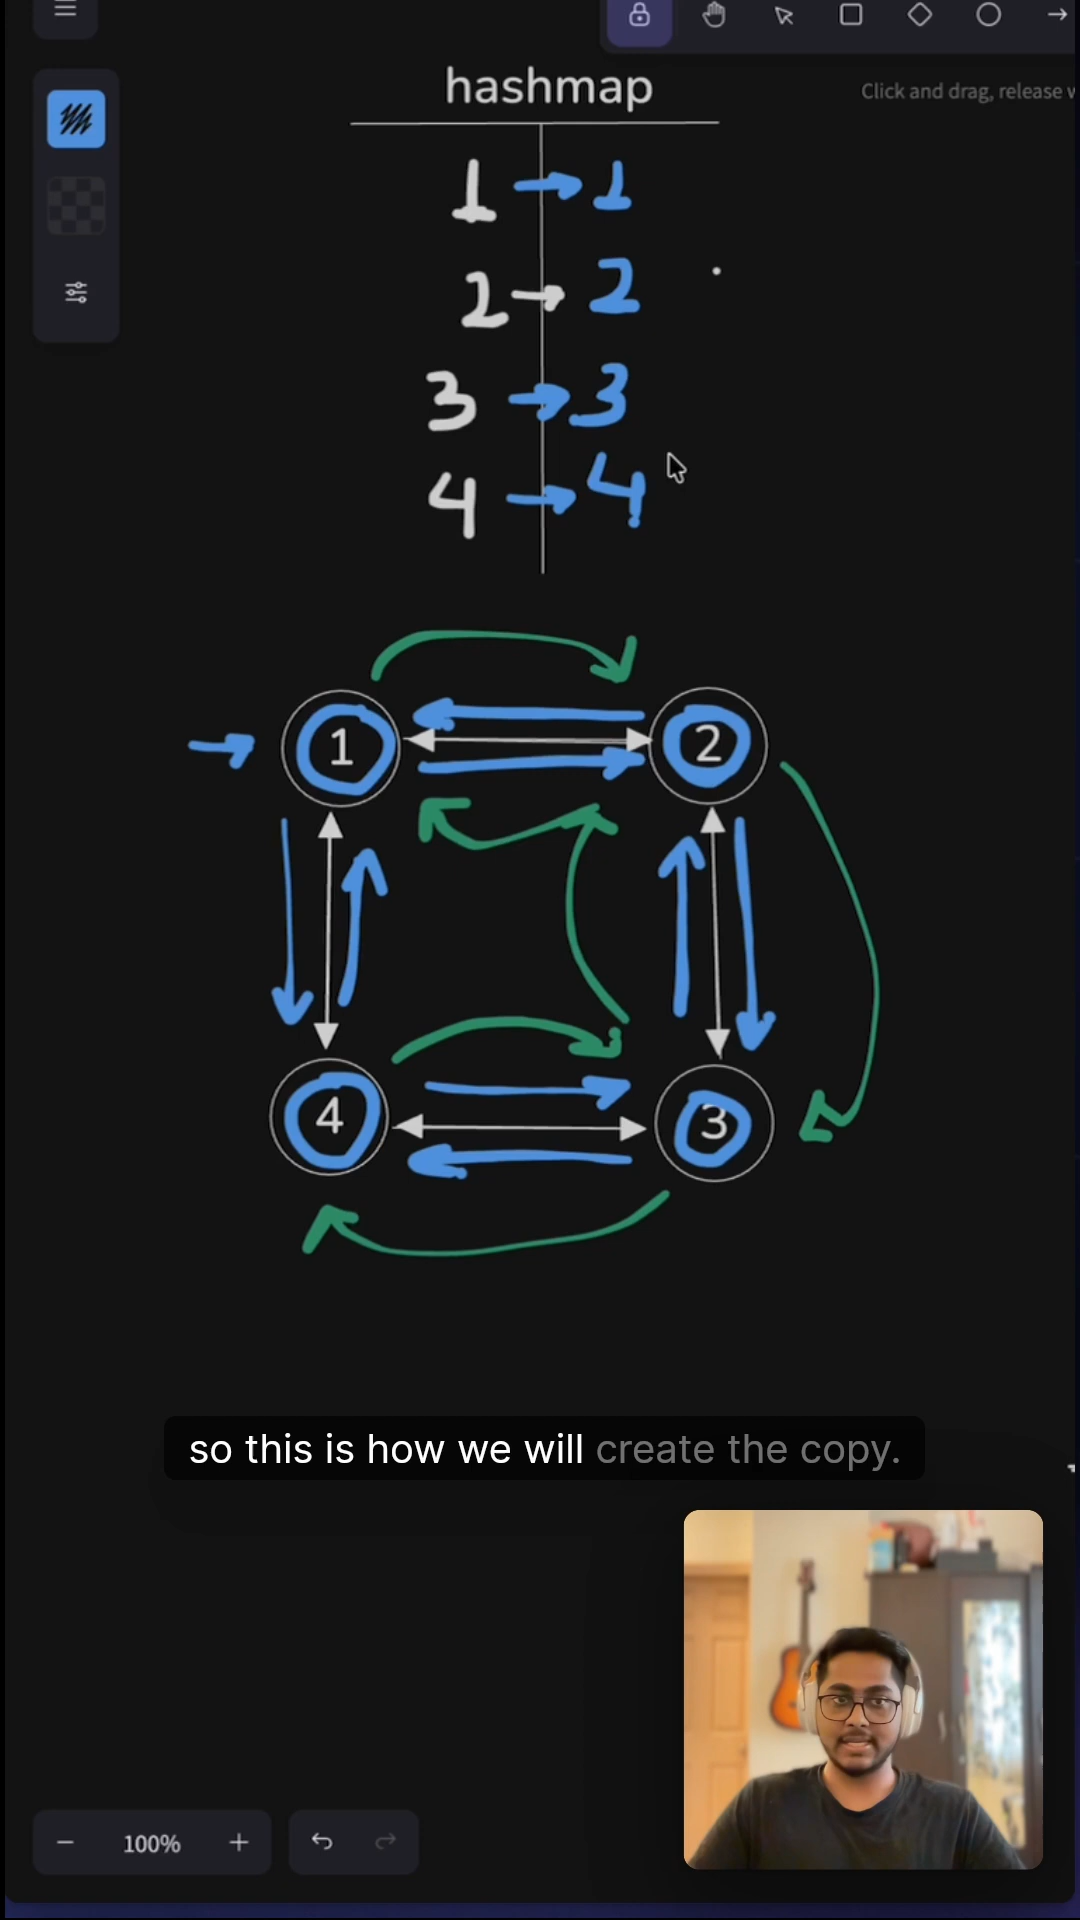 Click and drag, release
hashmap
1 → 1
2 → 2
3 → 3
4 → 4
1
2
4
3
so this is how we will create the copy.
100%